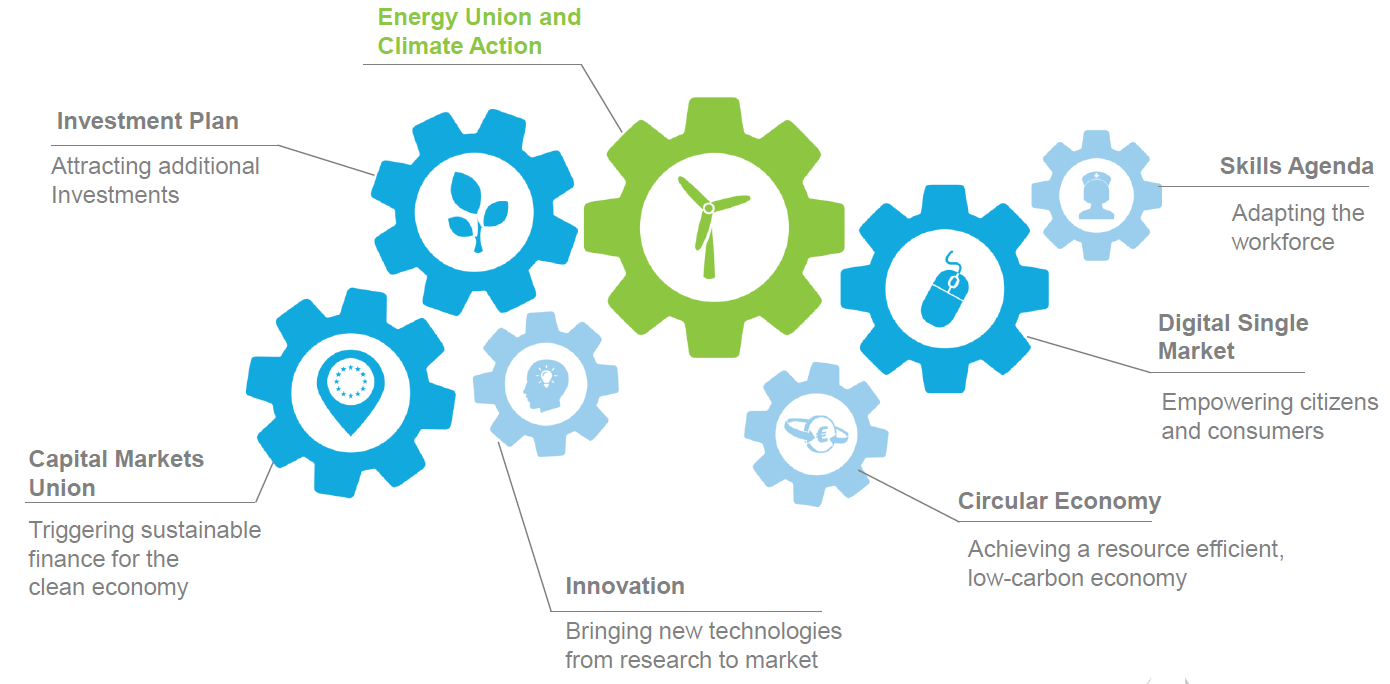 Energy Union and
Climate Action
Investment Plan
Attracting additional
Investments
Skills Agenda
Adapting the
workforce
Digital Single
Market
Empowering citizens
and consumers
Capital Markets
Union
Triggering sustainable
finance for the
clean economy
Circular Economy
Achieving a resource efficient,
low-carbon economy
Innovation
Bringing new technologies
from research to market
€